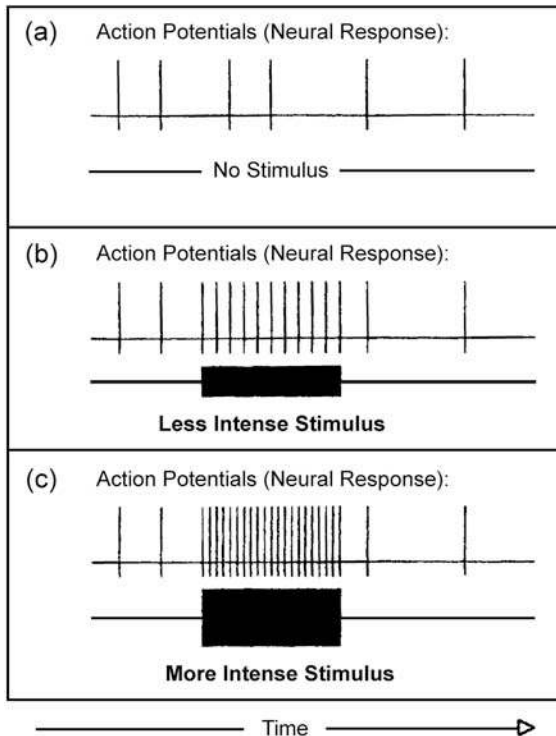 (a) Action Potentials (Neural Response):
No Stimulus
(b) Action Potentials (Neural Response):
Less Intense Stimulus
(c) Action Potentials (Neural Response):
More Intense Stimulus
Time